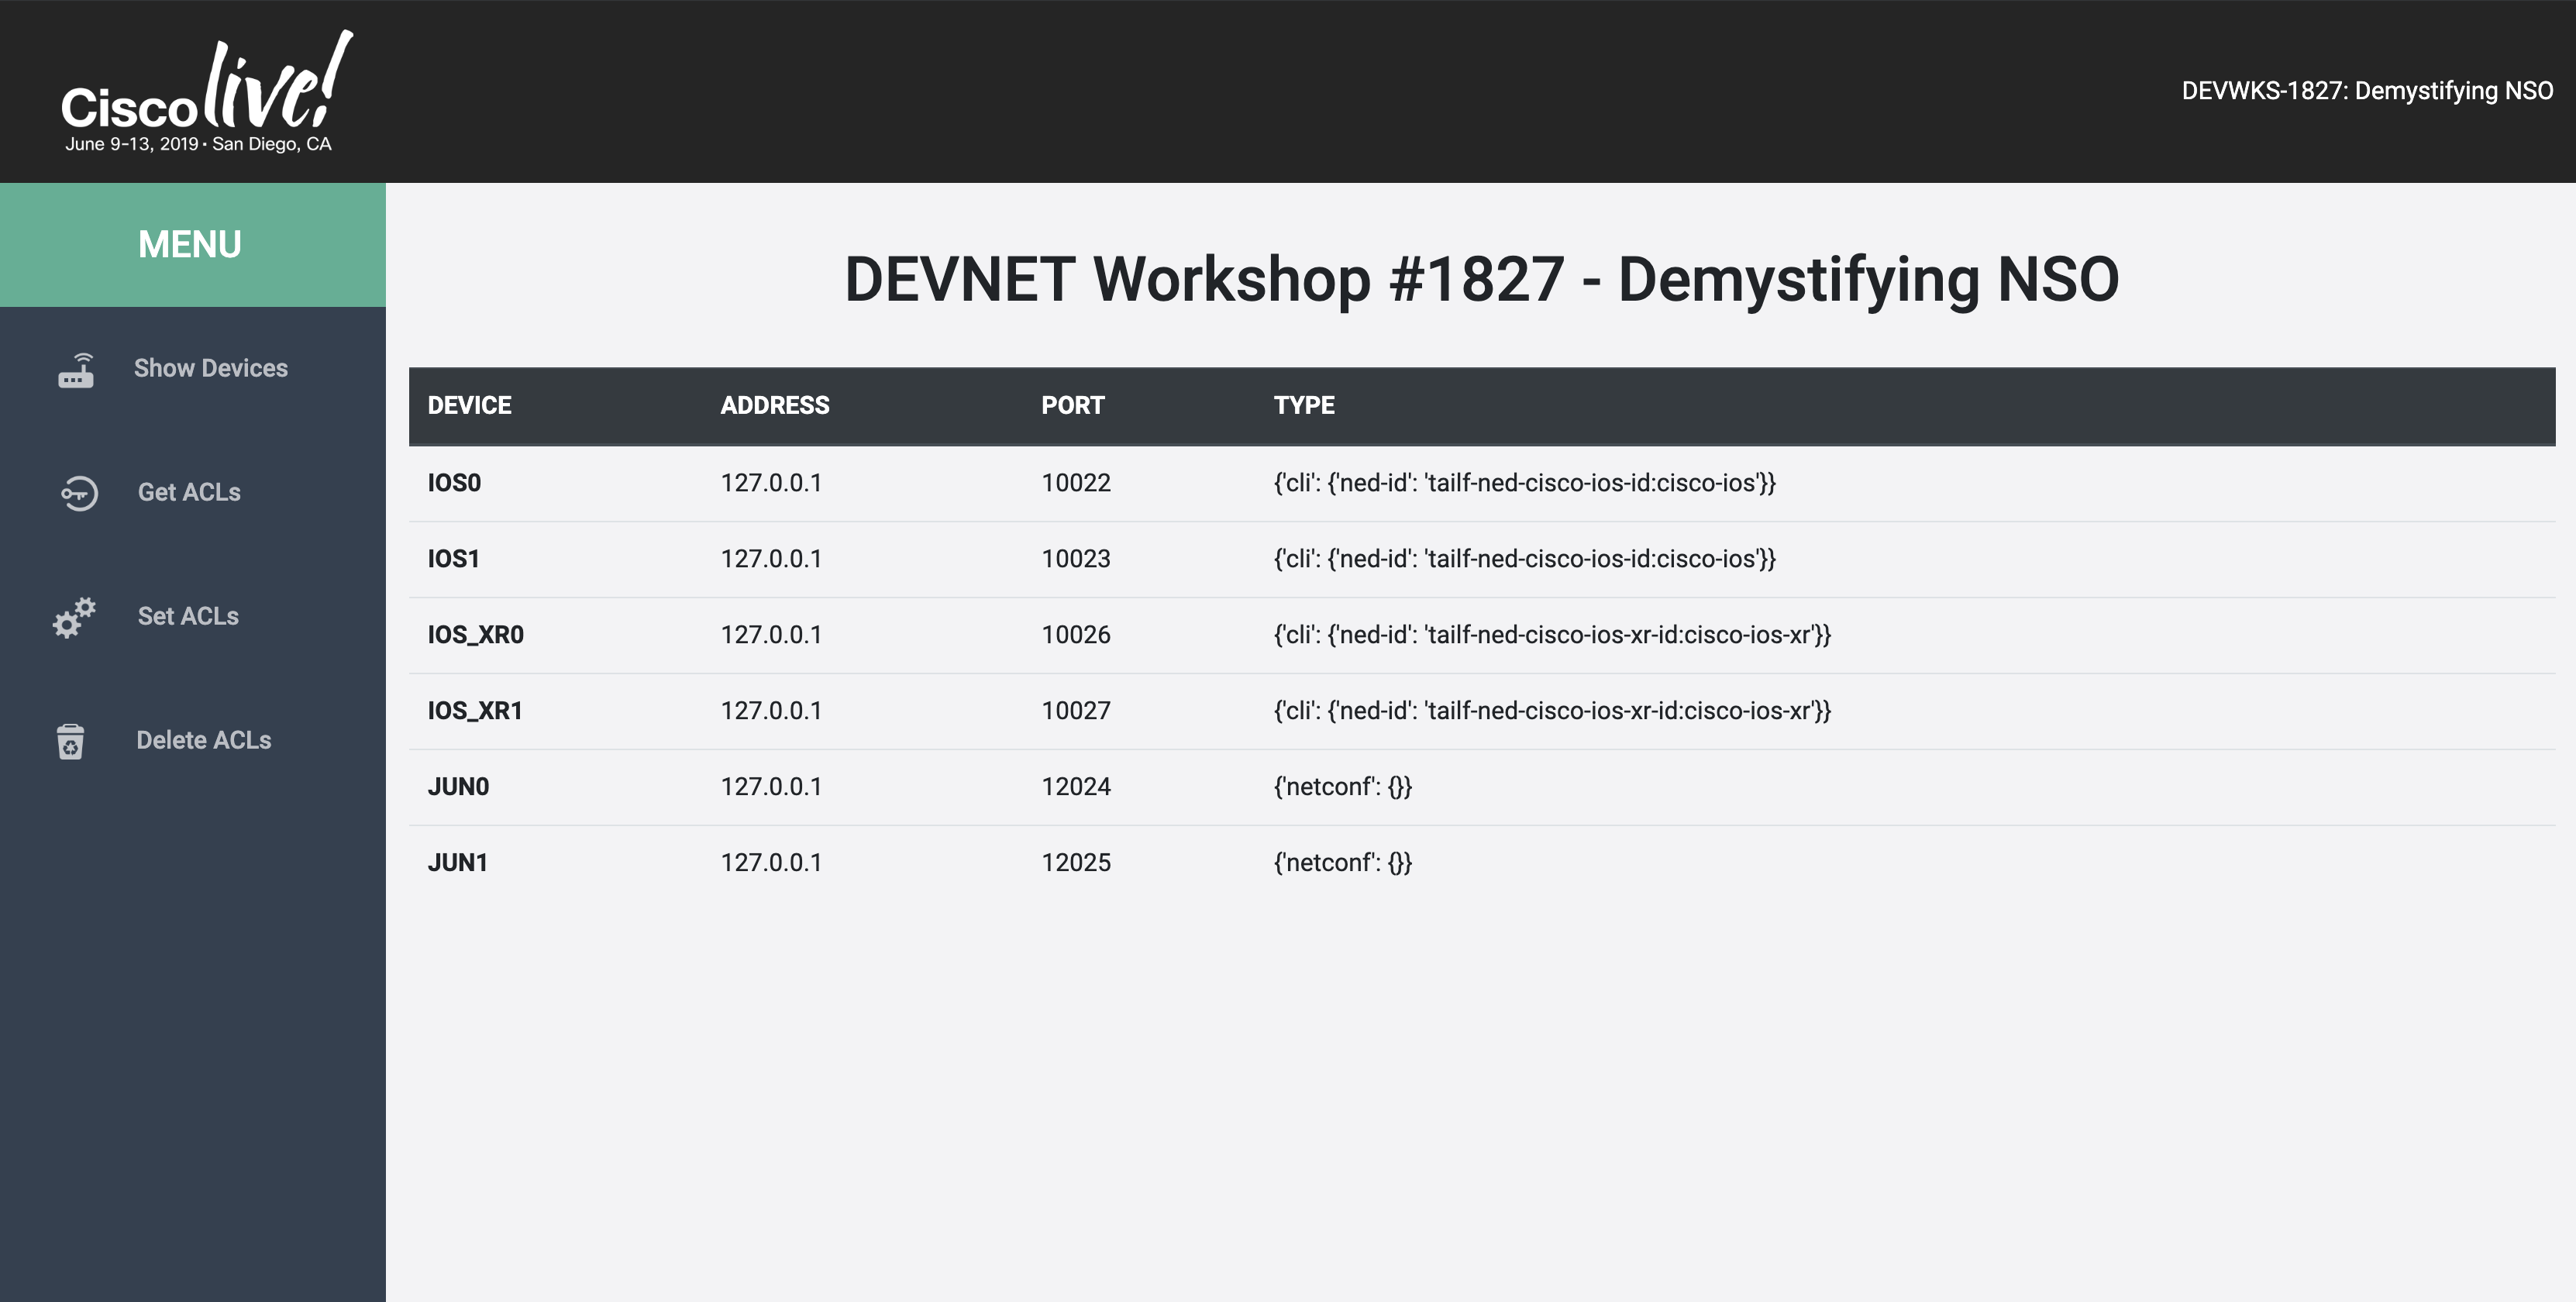 Cisco live!
June 9-13, 2019 • San Diego, CA
DEVWKS-1827: Demystifying NSO
MENU
Show Devices
Get ACLs
Set ACLs
Delete ACLs
DEVNET Workshop #1827 - Demystifying NSO
DEVICE ADDRESS PORT TYPE
IOS0 127.0.0.1 10022 {'cli': {'ned-id': 'tailf-ned-cisco-ios-id:cisco-ios'}}
IOS1 127.0.0.1 10023 {'cli': {'ned-id': 'tailf-ned-cisco-ios-id:cisco-ios'}}
IOS_XR0 127.0.0.1 10026 {'cli': {'ned-id': 'tailf-ned-cisco-ios-xr-id:cisco-ios-xr'}}
IOS_XR1 127.0.0.1 10027 {'cli': {'ned-id': 'tailf-ned-cisco-ios-xr-id:cisco-ios-xr'}}
JUN0 127.0.0.1 12024 {'netconf': {}}
JUN1 127.0.0.1 12025 {'netconf': {}}